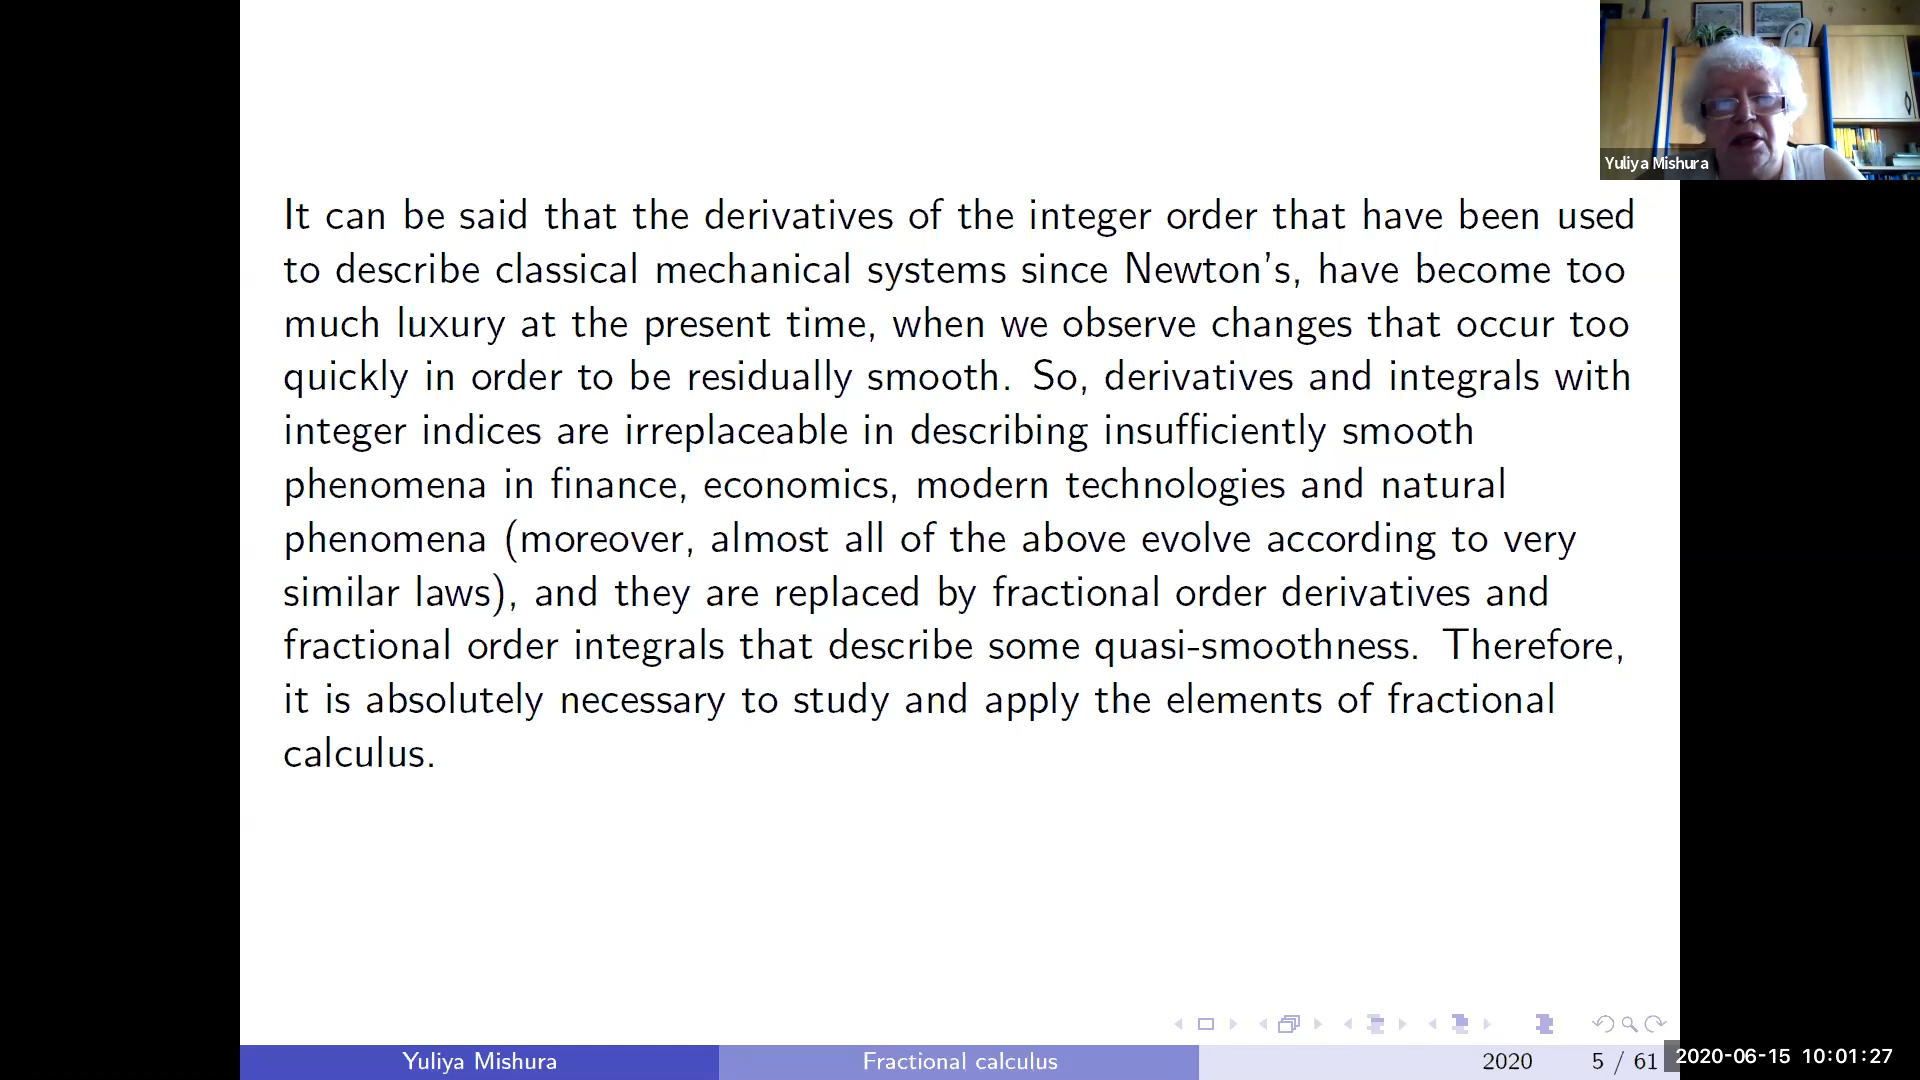 Yuliya Mishura
It can be said that the derivatives of the integer order that have been used
to describe classical mechanical systems since Newton's, have become too
much luxury at the present time, when we observe changes that occur too
quickly in order to be residually smooth. So, derivatives and integrals with
integer indices are irreplaceable in describing insufficiently smooth
phenomena in finance, economics, modern technologies and natural
phenomena (moreover, almost all of the above evolve according to very
similar laws), and they are replaced by fractional order derivatives and
fractional order integrals that describe some quasi-smoothness. Therefore,
it is absolutely necessary to study and apply the elements of fractional
calculus.
Yuliya Mishura Fractional calculus 2020 5 / 61
2020-06-15 10:01:27